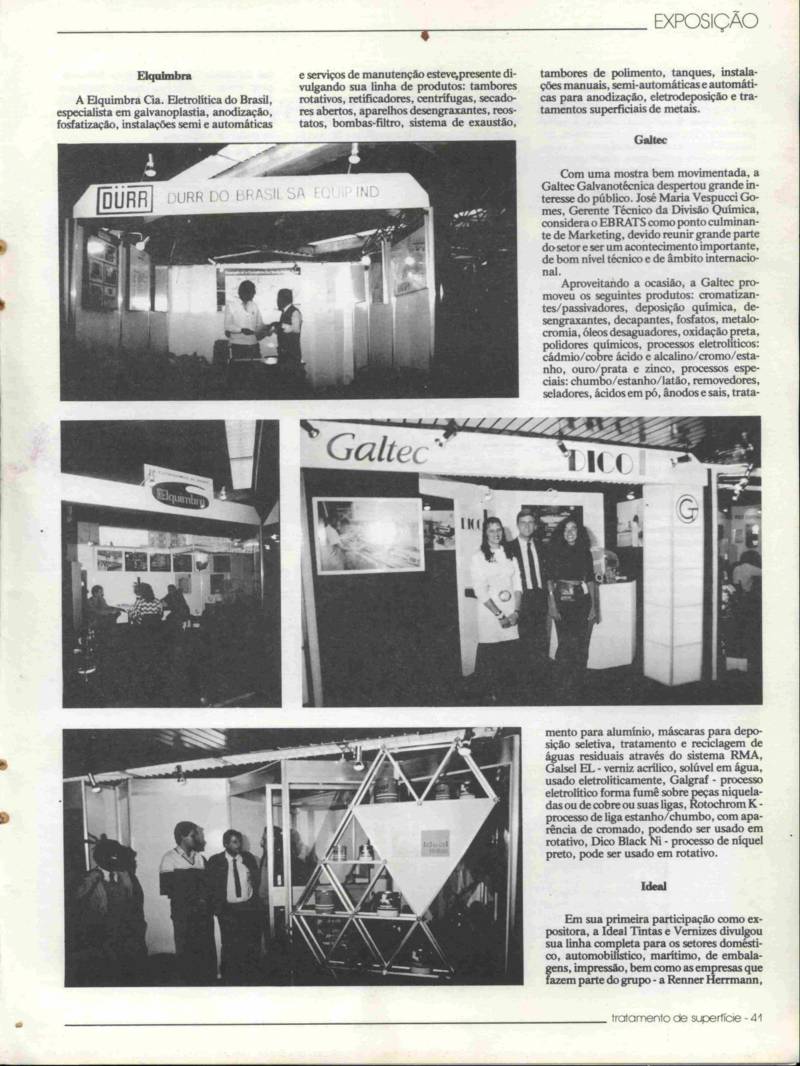 EXPOSIÇÃO
Elquimbra
A Elquimbra Cia. Eletrolítica do Brasil,
especialista em galvanoplastia, anodização,
fosfatização, instalações semi e automáticas
e serviços de manutenção esteve presente di-
vulgando sua linha de produtos: tambores
rotativos, retificadores, centrífugas, secado-
res abertos, aparelhos desengraxantes, reos-
tatos, bombas-filtro, sistema de exaustão,
tambores de polimento, tanques, instala-
ções manuais, semi-automáticas e automáti-
cas para anodização, eletrodeposição e tra-
tamentos superficiais de metais.
Galtec
Com uma mostra bem movimentada, a
Galtec Galvanotécnica despertou grande in-
teresse do público. José Maria Vespucci Go-
mes, Gerente Técnico da Divisão Química,
considera o EBRATS como ponto culminan-
te de Marketing, devido reunir grande parte
do setor e ser um acontecimento importante,
de bom nível técnico e de âmbito internacio-
nal.
Aproveitando a ocasião, a Galtec pro-
moveu os seguintes produtos: cromatizan-
tes/passivadores, deposição química, de-
sengraxantes, decapantes, fosfatos, metalo-
cromia, óleos desaguadores, oxidação preta,
polidores químicos, processos eletrolíticos:
cádmio/cobre ácido e alcalino/cromo/esta-
nho, ouro/prata e zinco, processos espe-
ciais: chumbo/estanho/latão, removedores,
seladores, ácidos em pó, ânodos e sais, trata-
DÜRR DURR DO BRASIL SA EQUIP IND
Elquimbra
Galtec
DICO
DICO
G
Ideal
tintas
mento para alumínio, máscaras para depo-
sição seletiva, tratamento e reciclagem de
águas residuais através do sistema RMA,
Galsel EL - verniz acrílico, solúvel em água,
usado eletroliticamente, Galgraf - processo
eletrolítico forma fumê sobre peças niquela-
das ou de cobre ou suas ligas, Rotochrom K -
processo de liga estanho/chumbo, com apa-
rência de cromado, podendo ser usado em
rotativo, Dico Black Ni - processo de níquel
preto, pode ser usado em rotativo.
Ideal
Em sua primeira participação como ex-
positora, a Ideal Tintas e Vernizes divulgou
sua linha completa para os setores domésti-
co, automobilístico, marítimo, de embala-
gens, impressão, bem como as empresas que
fazem parte do grupo - a Renner Herrmann,
tratamento de superfície - 41